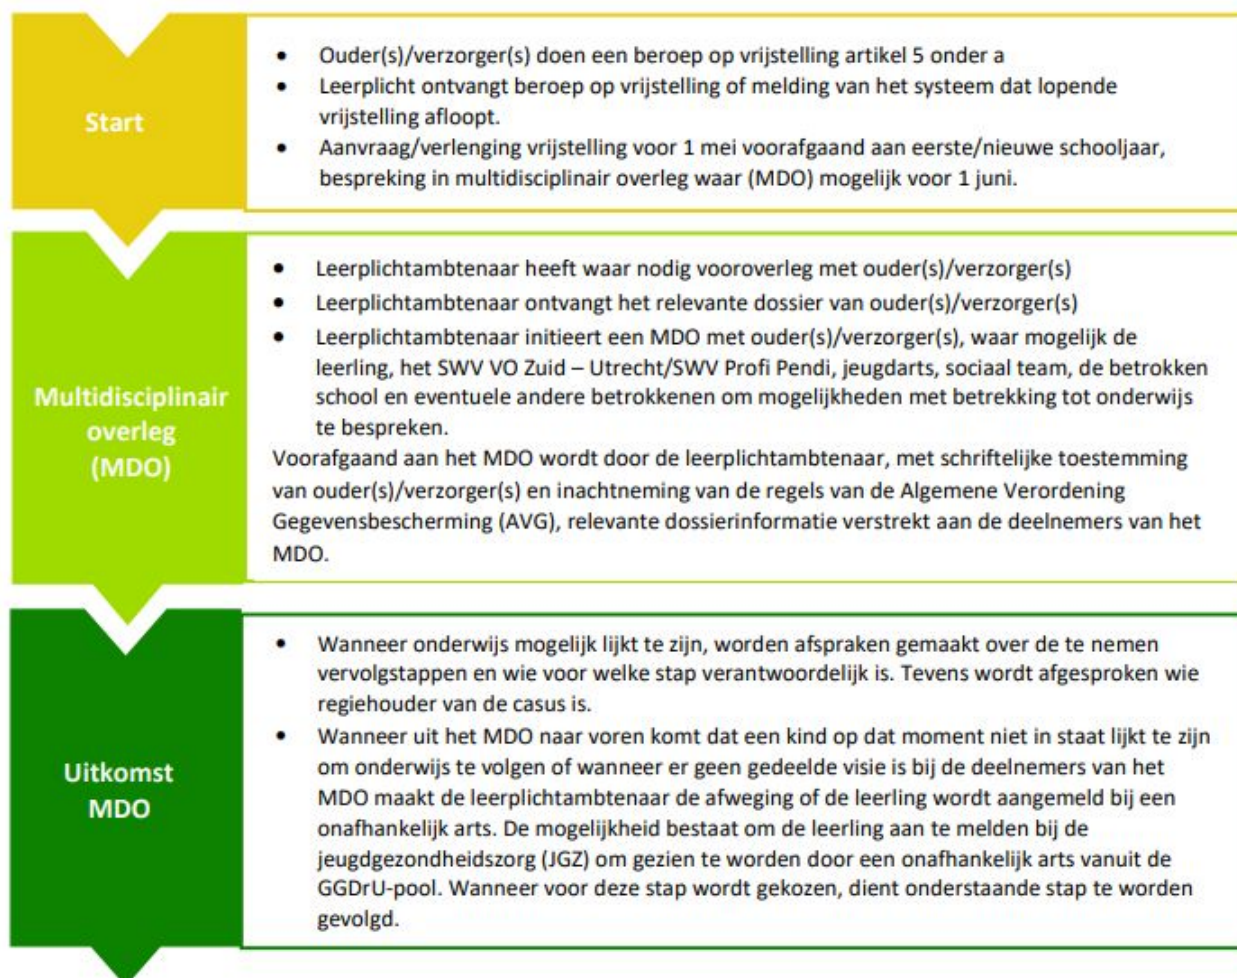 Start
• Ouder(s)/verzorger(s) doen een beroep op vrijstelling artikel 5 onder a
• Leerplicht ontvangt beroep op vrijstelling of melding van het systeem dat lopende
vrijstelling afloopt.
• Aanvraag/verlenging vrijstelling voor 1 mei voorafgaand aan eerste/nieuwe schooljaar,
bespreking in multidisciplinair overleg waar (MDO) mogelijk voor 1 juni.
Multidisciplinair
overleg
(MDO)
• Leerplichtambtenaar heeft waar nodig vooroverleg met ouder(s)/verzorger(s)
• Leerplichtambtenaar ontvangt het relevante dossier van ouder(s)/verzorger(s)
• Leerplichtambtenaar initieert een MDO met ouder(s)/verzorger(s), waar mogelijk de
leerling, het SWV VO Zuid – Utrecht/SWV Profi Pendi, jeugdarts, sociaal team, de betrokken
school en eventuele andere betrokkenen om mogelijkheden met betrekking tot onderwijs
te bespreken.
Voorafgaand aan het MDO wordt door de leerplichtambtenaar, met schriftelijke toestemming
van ouder(s)/verzorger(s) en inachtneming van de regels van de Algemene Verordening
Gegevensbescherming (AVG), relevante dossierinformatie verstrekt aan de deelnemers van het
MDO.
Uitkomst
MDO
• Wanneer onderwijs mogelijk lijkt te zijn, worden afspraken gemaakt over de te nemen
vervolgstappen en wie voor welke stap verantwoordelijk is. Tevens wordt afgesproken wie
regiehouder van de casus is.
• Wanneer uit het MDO naar voren komt dat een kind op dat moment niet in staat lijkt te zijn
om onderwijs te volgen of wanneer er geen gedeelde visie is bij de deelnemers van het
MDO maakt de leerplichtambtenaar de afweging of de leerling wordt aangemeld bij een
onafhankelijk arts. De mogelijkheid bestaat om de leerling aan te melden bij de
jeugdgezondheidszorg (JGZ) om gezien te worden door een onafhankelijk arts vanuit de
GGDrU-pool. Wanneer voor deze stap wordt gekozen, dient onderstaande stap te worden
gevolgd.